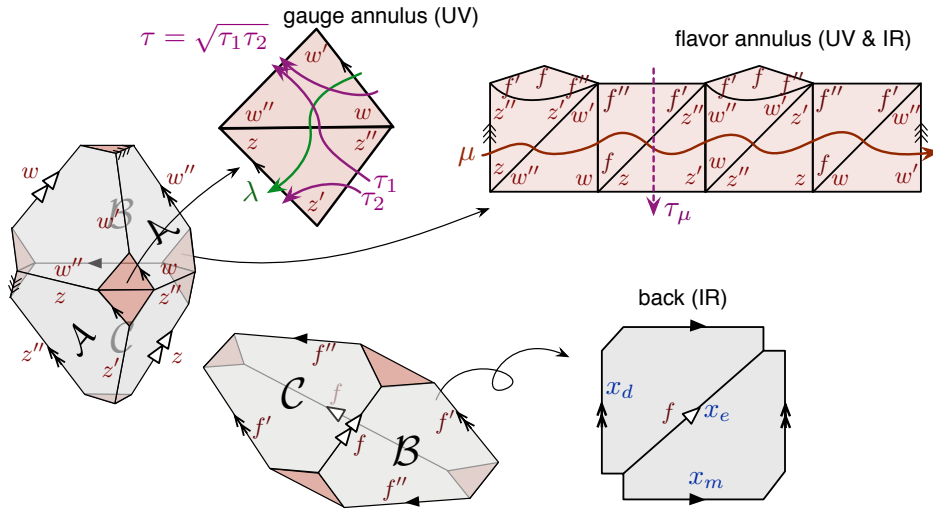 gauge annulus (UV)
τ = √τ₁τ₂
w'
w''
w
z
z''
z'
λ
τ₁
τ₂
flavor annulus (UV & IR)
f' f f'' f'' f' f' f f'' f'' f'
z'' w' z' z'' w' z'
μ z w'' f z w z'' f w w'
τ_μ
w
w''
B
A
w'
w'' w
z z''
A C
z'' z' z
back (IR)
f''
C f
f' f' f
B
f''
x_d
f x_e
x_m